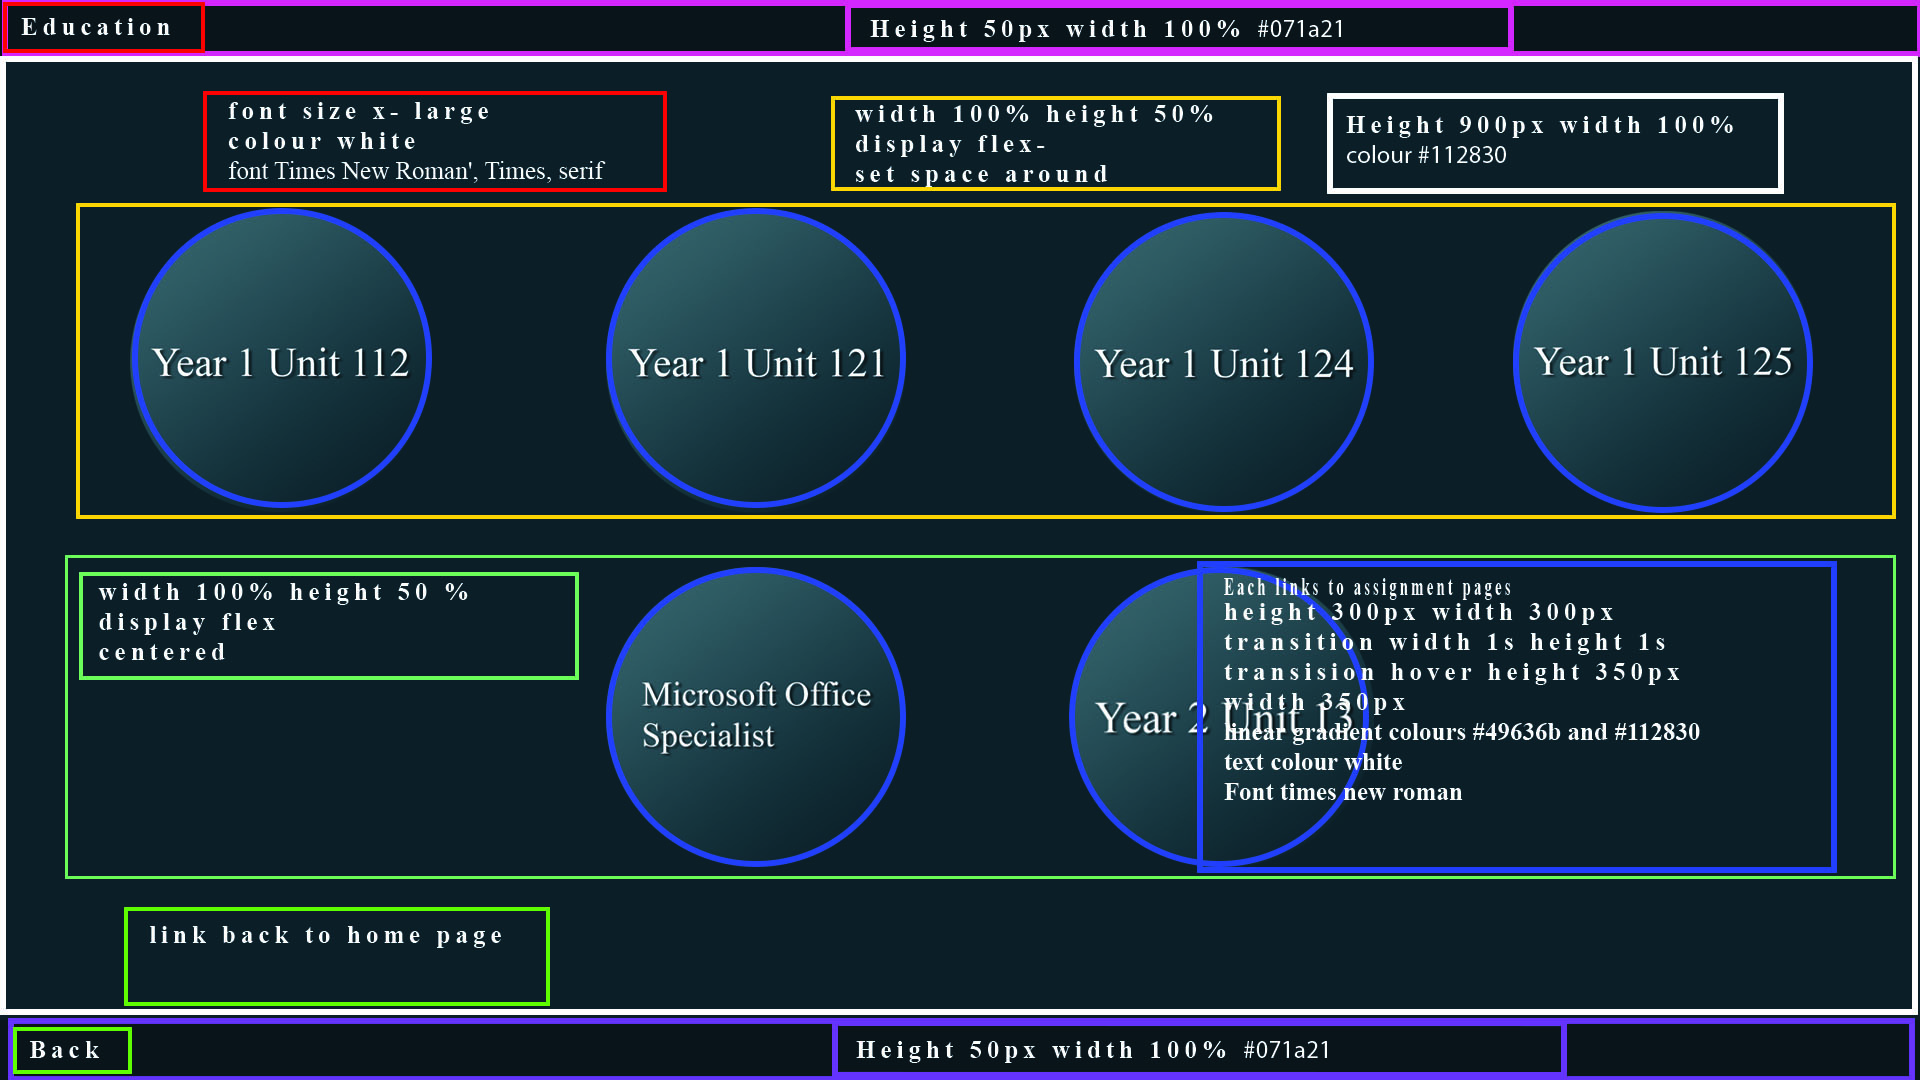 Education
Height 50px width 100% #071a21
font size x- large
colour white
font Times New Roman', Times, serif
width 100% height 50%
display flex-
set space around
Height 900px width 100%
colour #112830
Year 1 Unit 112
Year 1 Unit 121
Year 1 Unit 124
Year 1 Unit 125
width 100% height 50 %
display flex
centered
Microsoft Office
Specialist
Year 2 Unit 13
Each links to assignment pages
height 300px width 300px
transition width 1s height 1s
transision hover height 350px
width 350px
linear gradient colours #49636b and #112830
text colour white
Font times new roman
link back to home page
Back
Height 50px width 100% #071a21